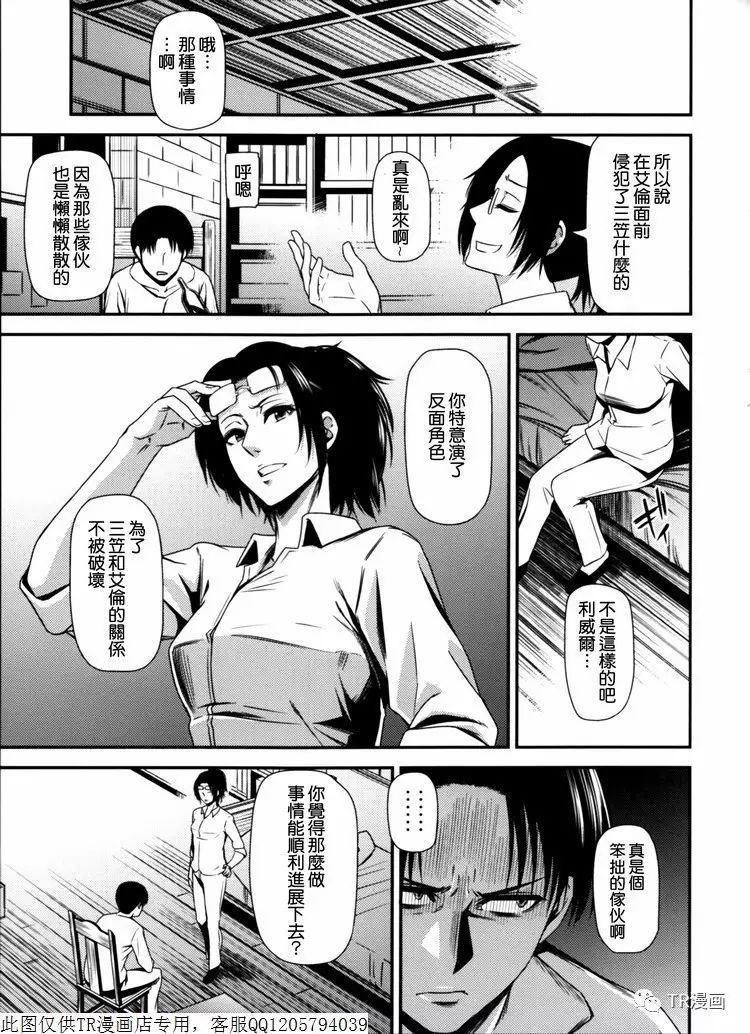 哦…
那種事情
…啊
所以說
在艾倫面前
侵犯了三笠什麼的
真是亂來啊~
呼嗯
因為那些傢伙
也是懶懶散散的
不是這樣的吧
利威爾…
你特意演了
反面角色
為了
三笠和艾倫的關係
不被破壞
真是個
笨拙的傢伙啊
……
你覺得那麼做
事情能順利進展下去？
TR漫画
此图仅供TR漫画店专用，客服QQ1205794039